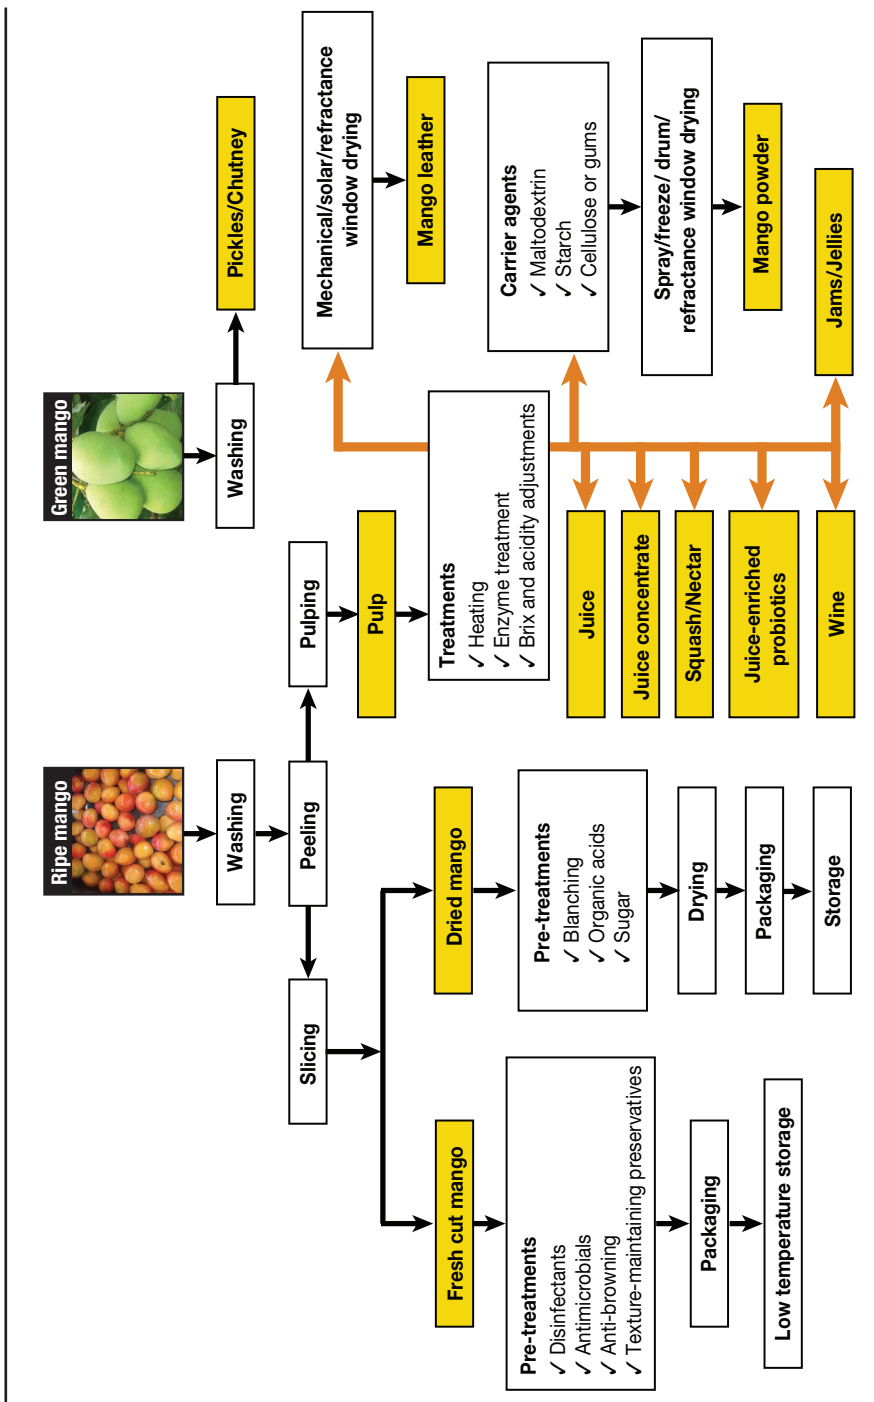 Ripe mango
Green mango
Washing
Washing
Pickles/Chutney
Slicing
Peeling
Pulping
Mechanical/solar/refractance
window drying
Pulp
Mango leather
Fresh cut mango
Dried mango
Treatments
✓ Heating
✓ Enzyme treatment
✓ Brix and acidity adjustments
Carrier agents
✓ Maltodextrin
✓ Starch
✓ Cellulose or gums
Pre-treatments
✓ Disinfectants
✓ Antimicrobials
✓ Anti-browning
✓ Texture-maintaining preservatives
Pre-treatments
✓ Blanching
✓ Organic acids
✓ Sugar
Juice
Juice concentrate
Spray/freeze/ drum/
refractance window drying
Packaging
Drying
Squash/Nectar
Low temperature storage
Packaging
Juice-enriched
probiotics
Mango powder
Storage
Wine
Jams/Jellies